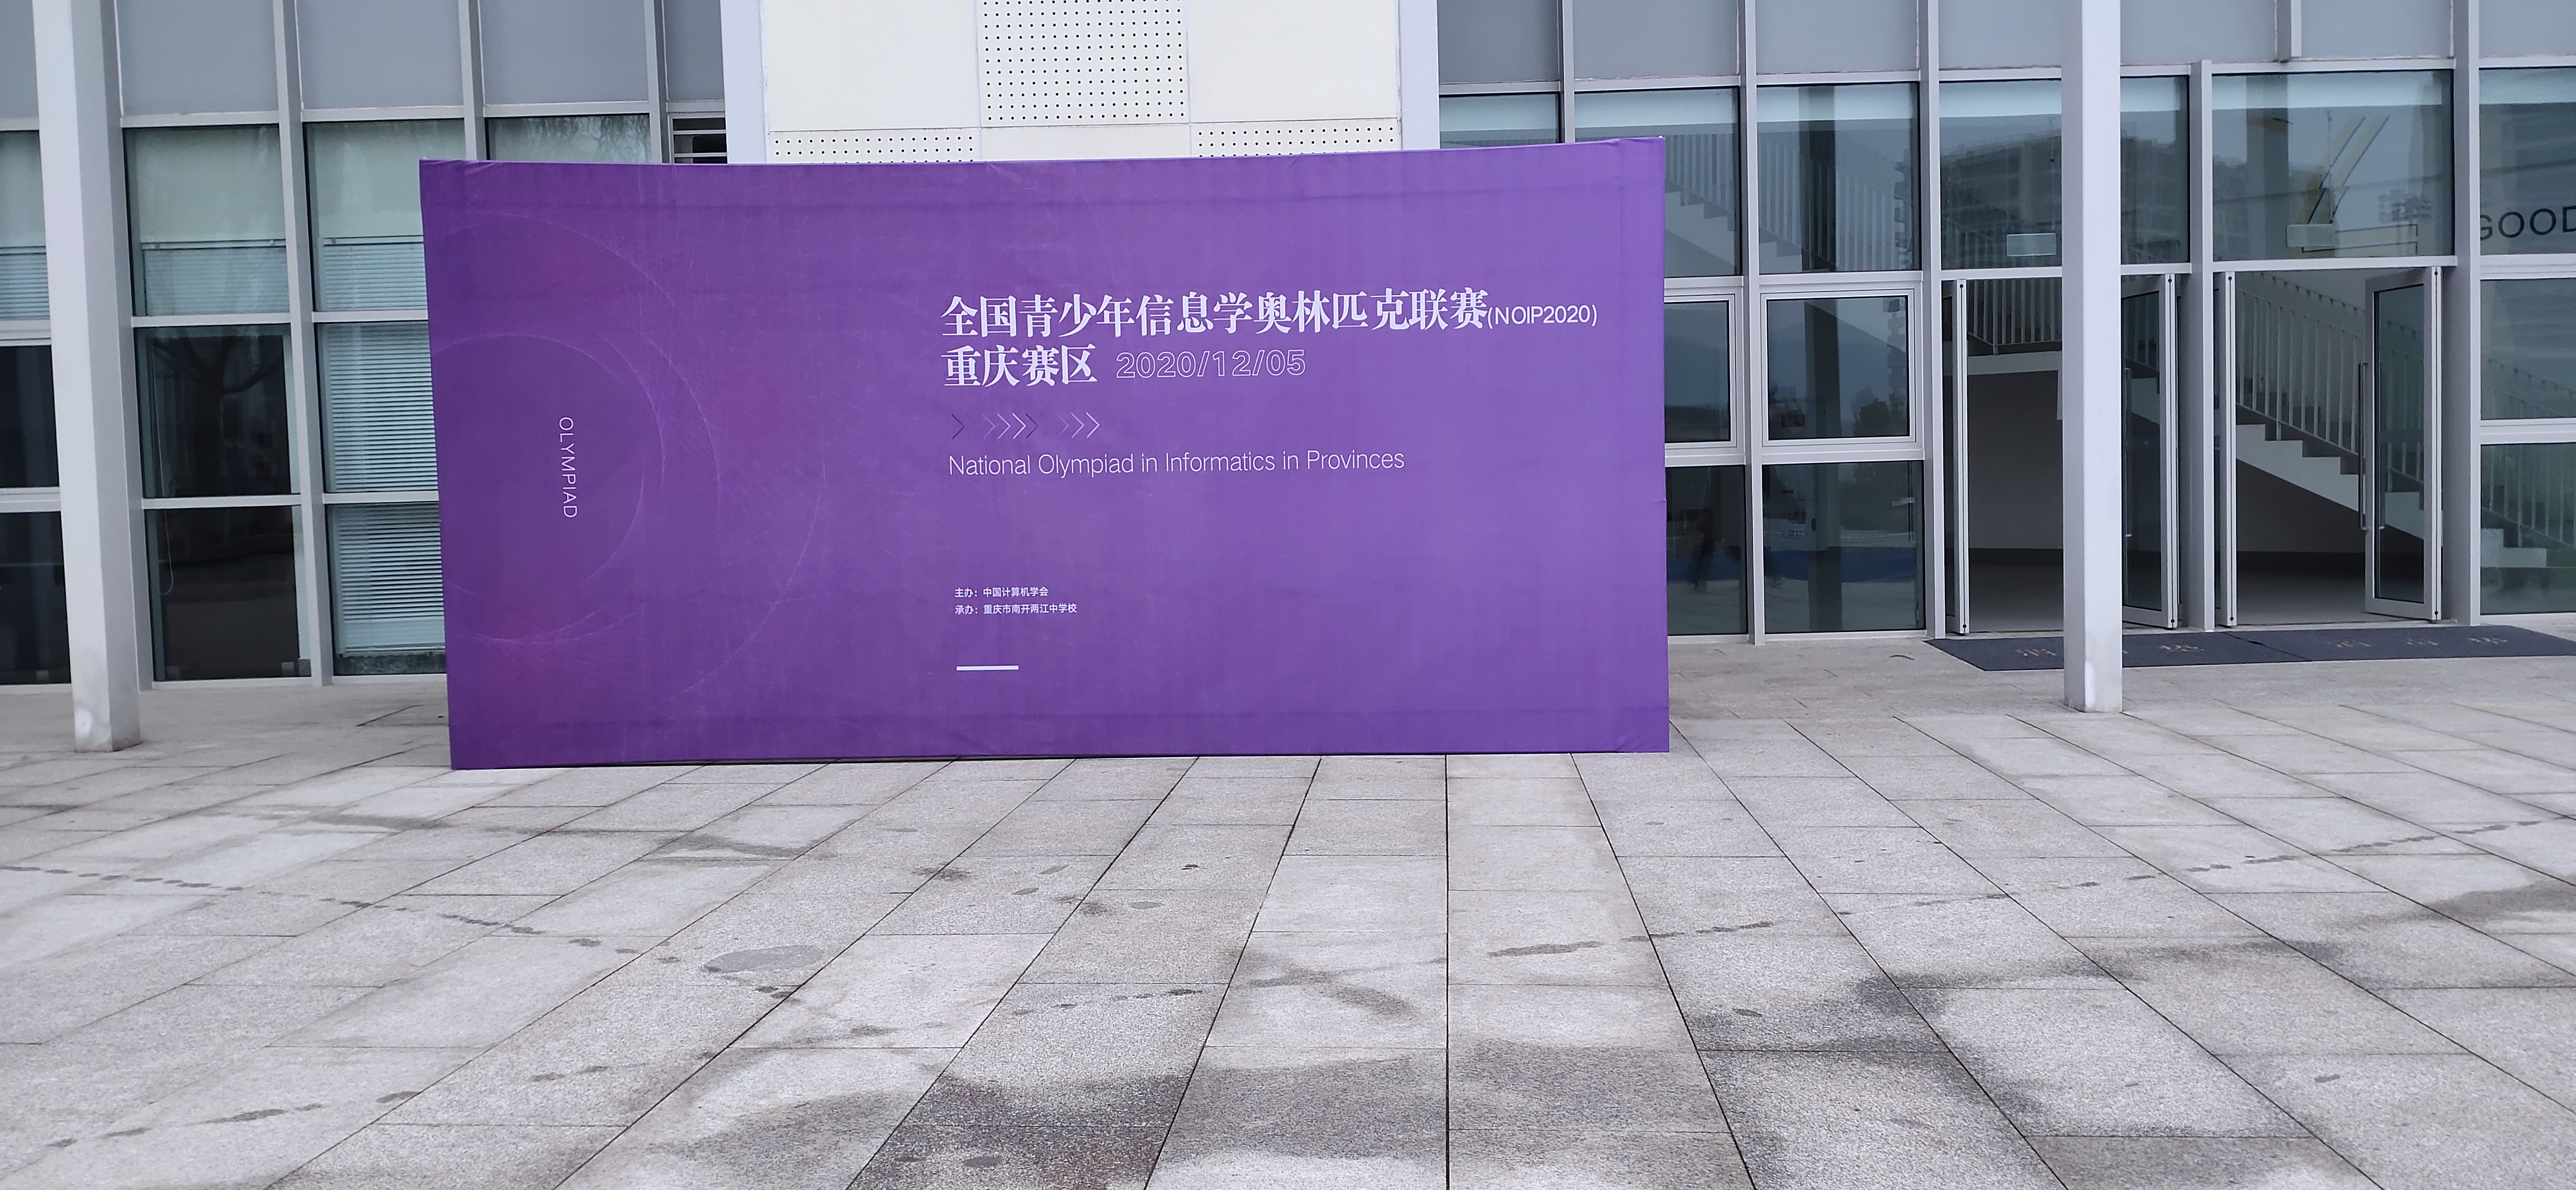 全国青少年信息学奥林匹克联赛(NOIP2020)
重庆赛区 2020/12/05
National Olympiad in Informatics in Provinces
OLYMPIAD
主办：中国计算机学会
承办：重庆市南开两江中学校
GOOD